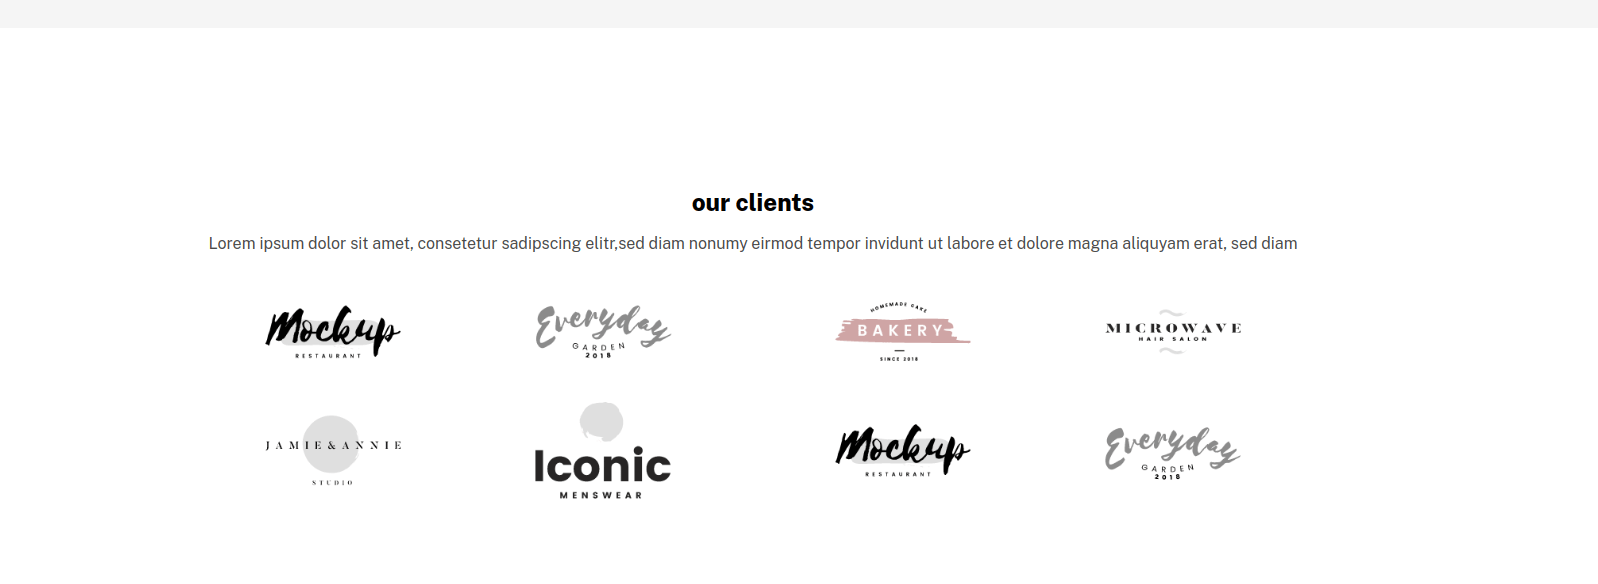 our clients
Lorem ipsum dolor sit amet, consetetur sadipscing elitr,sed diam nonumy eirmod tempor invidunt ut labore et dolore magna aliquyam erat, sed diam
Mockup
RESTAURANT
Everyday
GARDEN
2018
HOMEMADE CAKE
BAKERY
SINCE 2018
MICROWAVE
HAIR SALON
JAMIE & ANNIE
STUDIO
Iconic
MENSWEAR
Mockup
RESTAURANT
Everyday
GARDEN
2018